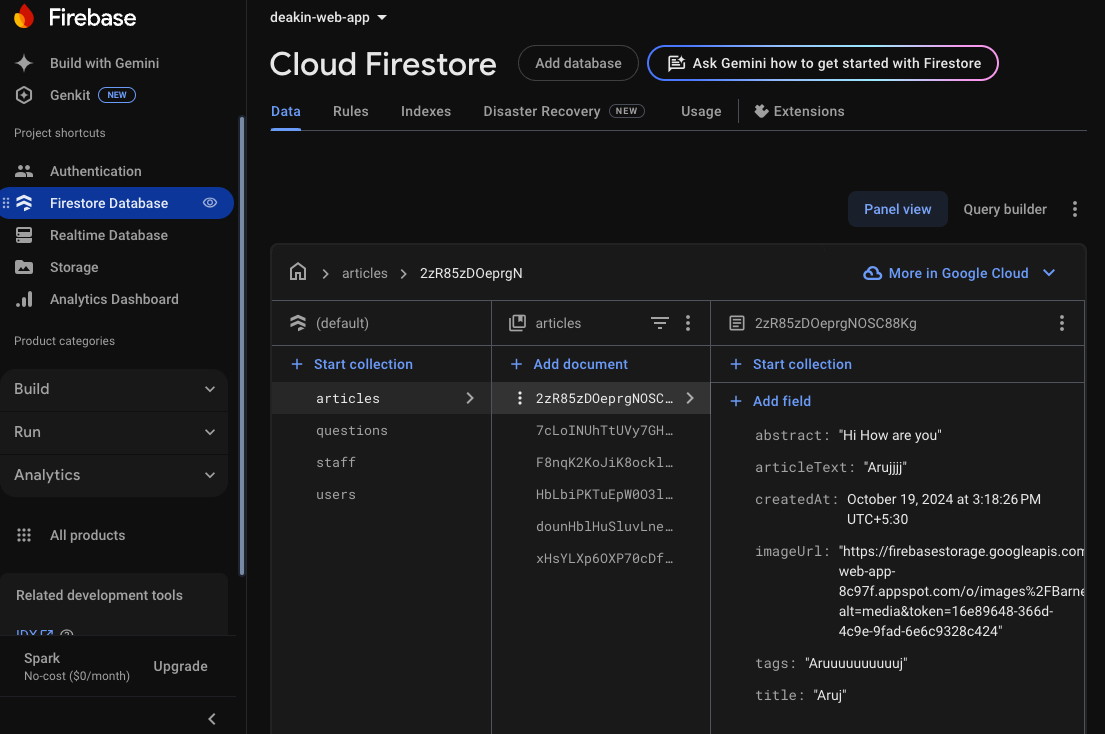 Firebase
deakin-web-app
Cloud Firestore
Add database
Ask Gemini how to get started with Firestore
Build with Gemini
Genkit NEW
Project shortcuts
Authentication
Firestore Database
Realtime Database
Storage
Analytics Dashboard
Product categories
Build
Run
Analytics
All products
Related development tools
IDX
Spark
No-cost ($0/month)
Upgrade
Data
Rules
Indexes
Disaster Recovery NEW
Usage
Extensions
Panel view
Query builder
articles
2zR85zDOeprgN
More in Google Cloud
(default)
articles
2zR85zDOeprgNOSC88Kg
+ Start collection
+ Add document
+ Start collection
articles
questions
staff
users
2zR85zDOeprgNOSC…
7cLoINUhTtUVy7GH…
F8nqK2KoJiK8ockl…
HbLbiPKTuEpW0O3l…
dounHblHuSluvLne…
xHsYLXp6OXP70cDf…
+ Add field
abstract: "Hi How are you"
articleText: "Arujjjj"
createdAt: October 19, 2024 at 3:18:26 PM
UTC+5:30
imageUrl: "https://firebasestorage.googleapis.com
web-app-
8c97f.appspot.com/o/images%2FBarne
alt=media&token=16e89648-366d-
4c9e-9fad-6e6c9328c424"
tags: "Aruuuuuuuuuuj"
title: "Aruj"